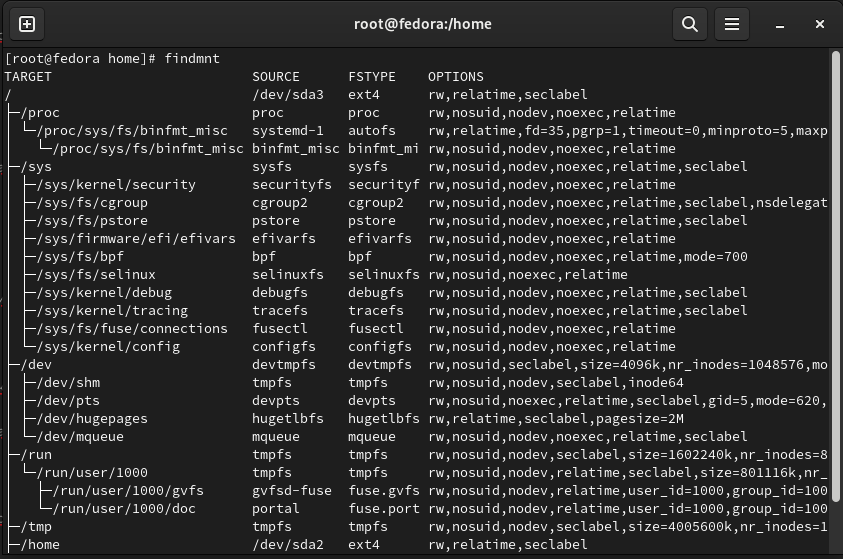 root@fedora:/home
[root@fedora home]# findmnt
TARGET                         SOURCE      FSTYPE    OPTIONS
/                              /dev/sda3   ext4      rw,relatime,seclabel
├─/proc                        proc        proc      rw,nosuid,nodev,noexec,relatime
│ └─/proc/sys/fs/binfmt_misc   systemd-1   autofs    rw,relatime,fd=35,pgrp=1,timeout=0,minproto=5,maxp
│   └─/proc/sys/fs/binfmt_misc binfmt_misc binfmt_mi rw,nosuid,nodev,noexec,relatime
├─/sys                         sysfs       sysfs     rw,nosuid,nodev,noexec,relatime,seclabel
│ ├─/sys/kernel/security       securityfs  securityf rw,nosuid,nodev,noexec,relatime
│ ├─/sys/fs/cgroup             cgroup2     cgroup2   rw,nosuid,nodev,noexec,relatime,seclabel,nsdelegat
│ ├─/sys/fs/pstore             pstore      pstore    rw,nosuid,nodev,noexec,relatime,seclabel
│ ├─/sys/firmware/efi/efivars  efivarfs    efivarfs  rw,nosuid,nodev,noexec,relatime
│ ├─/sys/fs/bpf                bpf         bpf       rw,nosuid,nodev,noexec,relatime,mode=700
│ ├─/sys/fs/selinux            selinuxfs   selinuxfs rw,nosuid,noexec,relatime
│ ├─/sys/kernel/debug          debugfs     debugfs   rw,nosuid,nodev,noexec,relatime,seclabel
│ ├─/sys/kernel/tracing        tracefs     tracefs   rw,nosuid,nodev,noexec,relatime,seclabel
│ ├─/sys/fs/fuse/connections   fusectl     fusectl   rw,nosuid,nodev,noexec,relatime
│ └─/sys/kernel/config         configfs    configfs  rw,nosuid,nodev,noexec,relatime
├─/dev                         devtmpfs    devtmpfs  rw,nosuid,seclabel,size=4096k,nr_inodes=1048576,mo
│ ├─/dev/shm                   tmpfs       tmpfs     rw,nosuid,nodev,seclabel,inode64
│ ├─/dev/pts                   devpts      devpts    rw,nosuid,noexec,relatime,seclabel,gid=5,mode=620,
│ ├─/dev/hugepages             hugetlbfs   hugetlbfs rw,relatime,seclabel,pagesize=2M
│ └─/dev/mqueue                mqueue      mqueue    rw,nosuid,nodev,noexec,relatime,seclabel
├─/run                         tmpfs       tmpfs     rw,nosuid,nodev,seclabel,size=1602240k,nr_inodes=8
│ └─/run/user/1000             tmpfs       tmpfs     rw,nosuid,nodev,relatime,seclabel,size=801116k,nr_
│   ├─/run/user/1000/gvfs      gvfsd-fuse  fuse.gvfs rw,nosuid,nodev,relatime,user_id=1000,group_id=100
│   └─/run/user/1000/doc       portal      fuse.port rw,nosuid,nodev,relatime,user_id=1000,group_id=100
├─/tmp                         tmpfs       tmpfs     rw,nosuid,nodev,seclabel,size=4005600k,nr_inodes=1
├─/home                        /dev/sda2   ext4      rw,relatime,seclabel